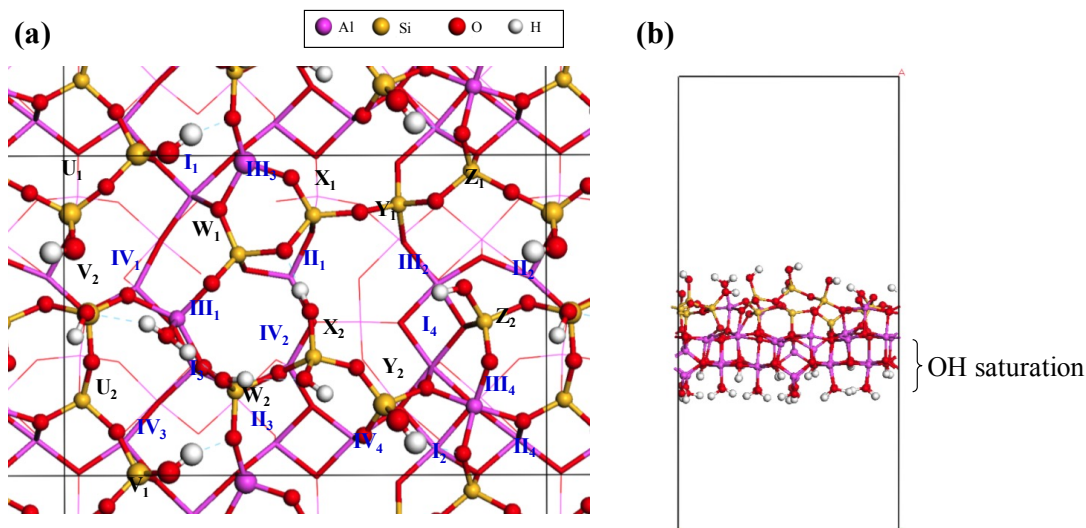 (a)
Al Si O H
(b)
A
U₁
I₁
III₃
X₁
Z₁
W₁
Y₁
V₂
IV₁
II₁
III₂
II₂
III₁
IV₂
X₂
I₄
Z₂
I₃
U₂
W₂
Y₂
III₄
IV₃
II₃
IV₄
I₂
II₄
V₁
OH saturation